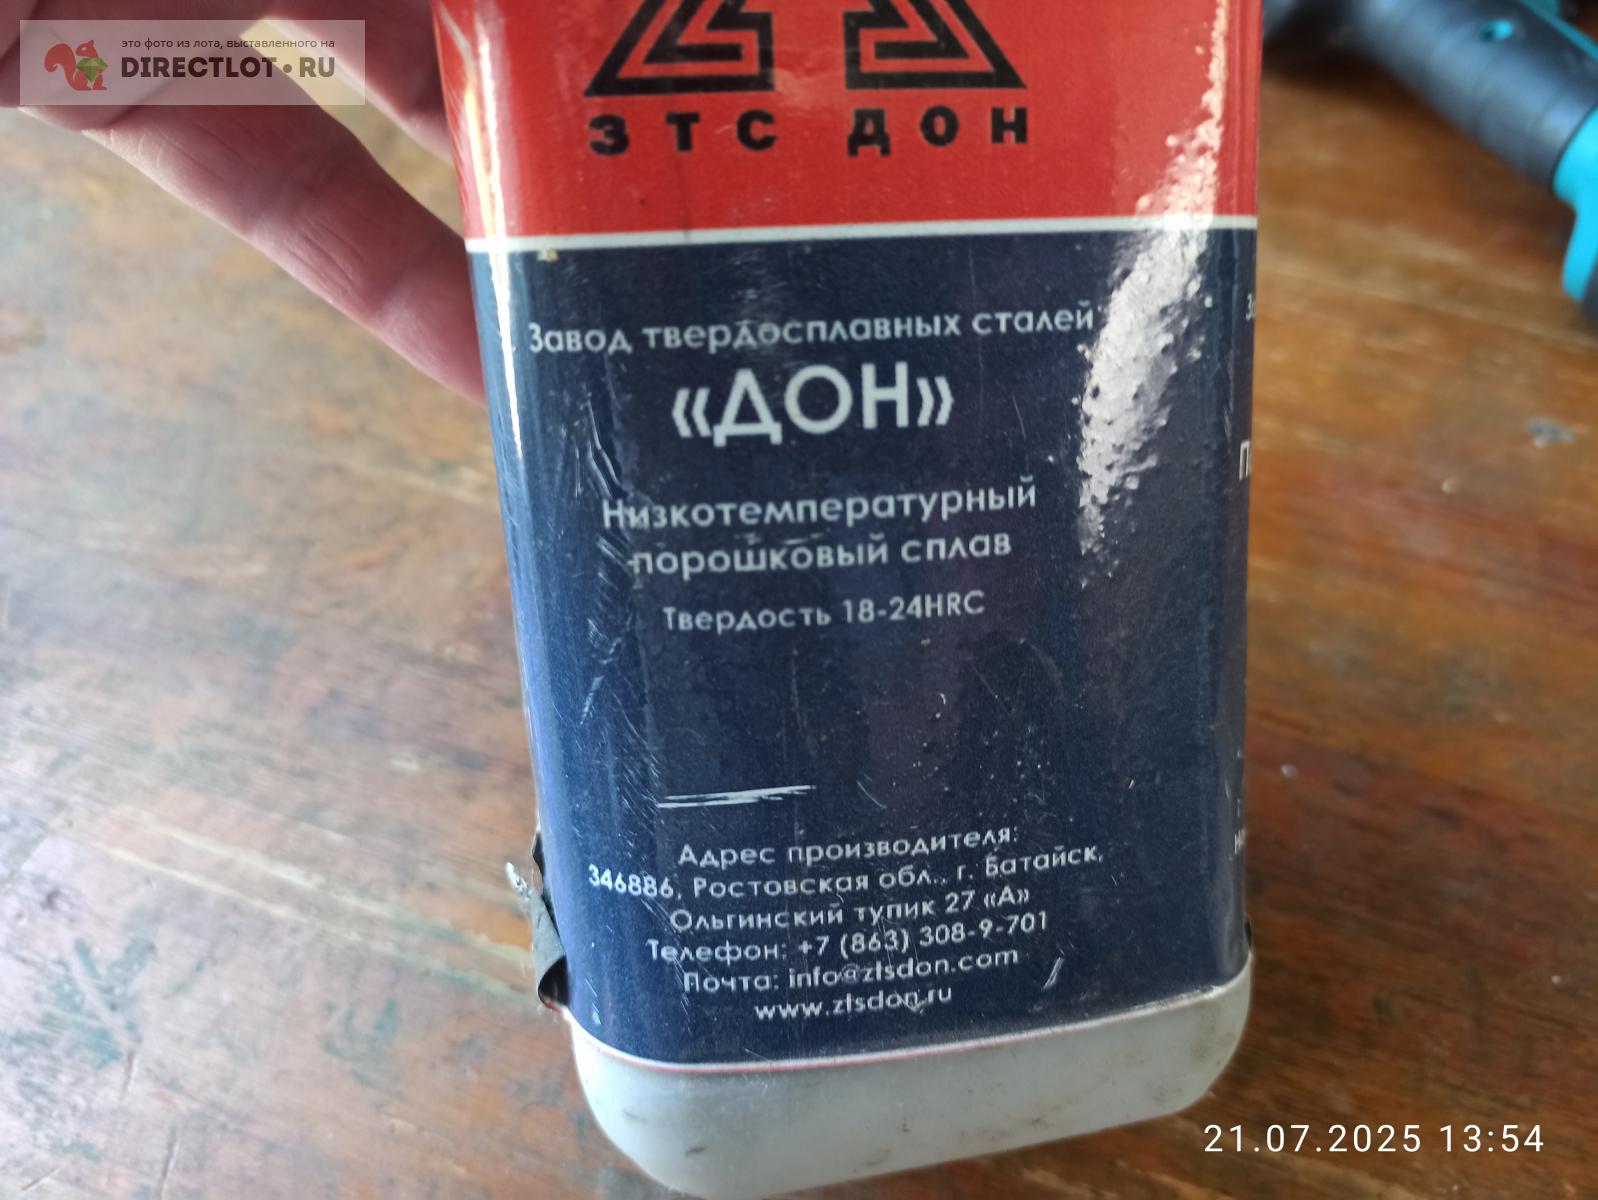 это фото из лота, выставленного на
DIRECTLOT.RU
ЗТС ДОН
Завод твердосплавных сталей
«ДОН»
Низкотемпературный
порошковый сплав
Твердость 18-24HRC
Адрес производителя:
346886, Ростовская обл., г. Батайск,
Ольгинский тупик 27 «А»
Телефон: +7 (863) 308-9-701
Почта: info@ztsdon.com
www.ztsdon.ru
21.07.2025 13:54